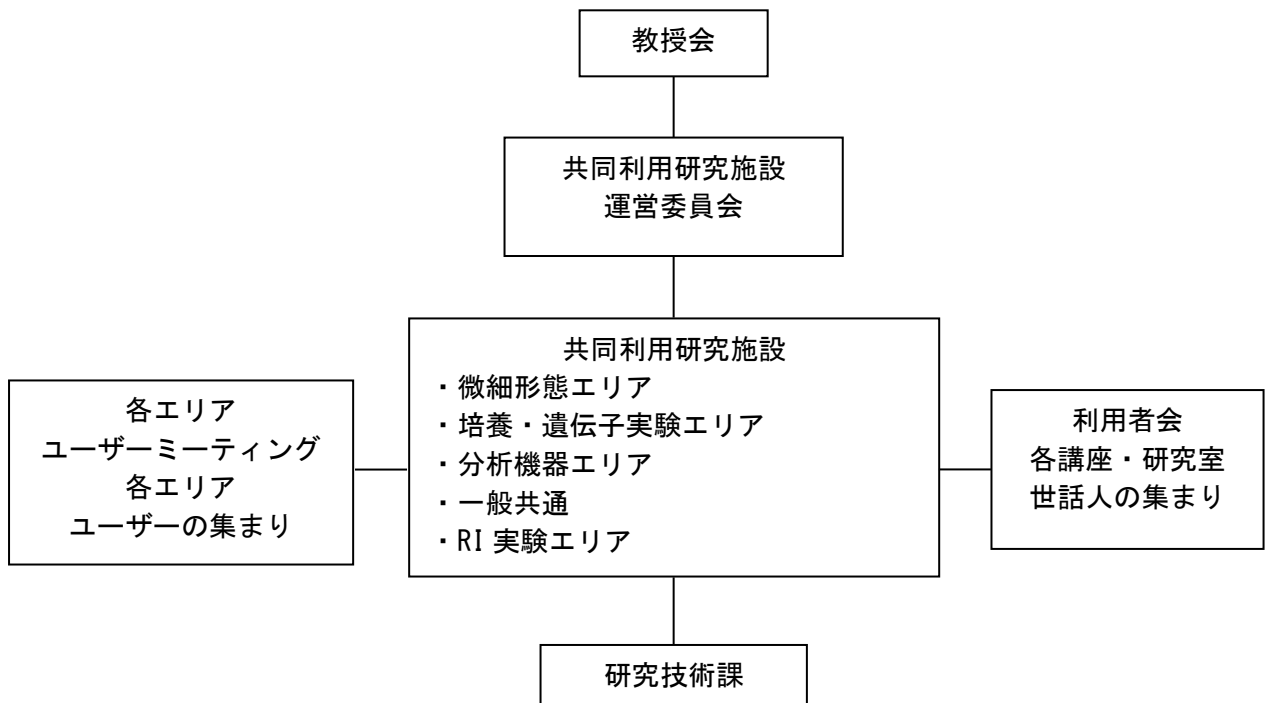 教授会
共同利用研究施設
運営委員会
共同利用研究施設
・微細形態エリア
・培養・遺伝子実験エリア
・分析機器エリア
・一般共通
・RI 実験エリア
各エリア
ユーザーミーティング
各エリア
ユーザーの集まり
利用者会
各講座・研究室
世話人の集まり
研究技術課